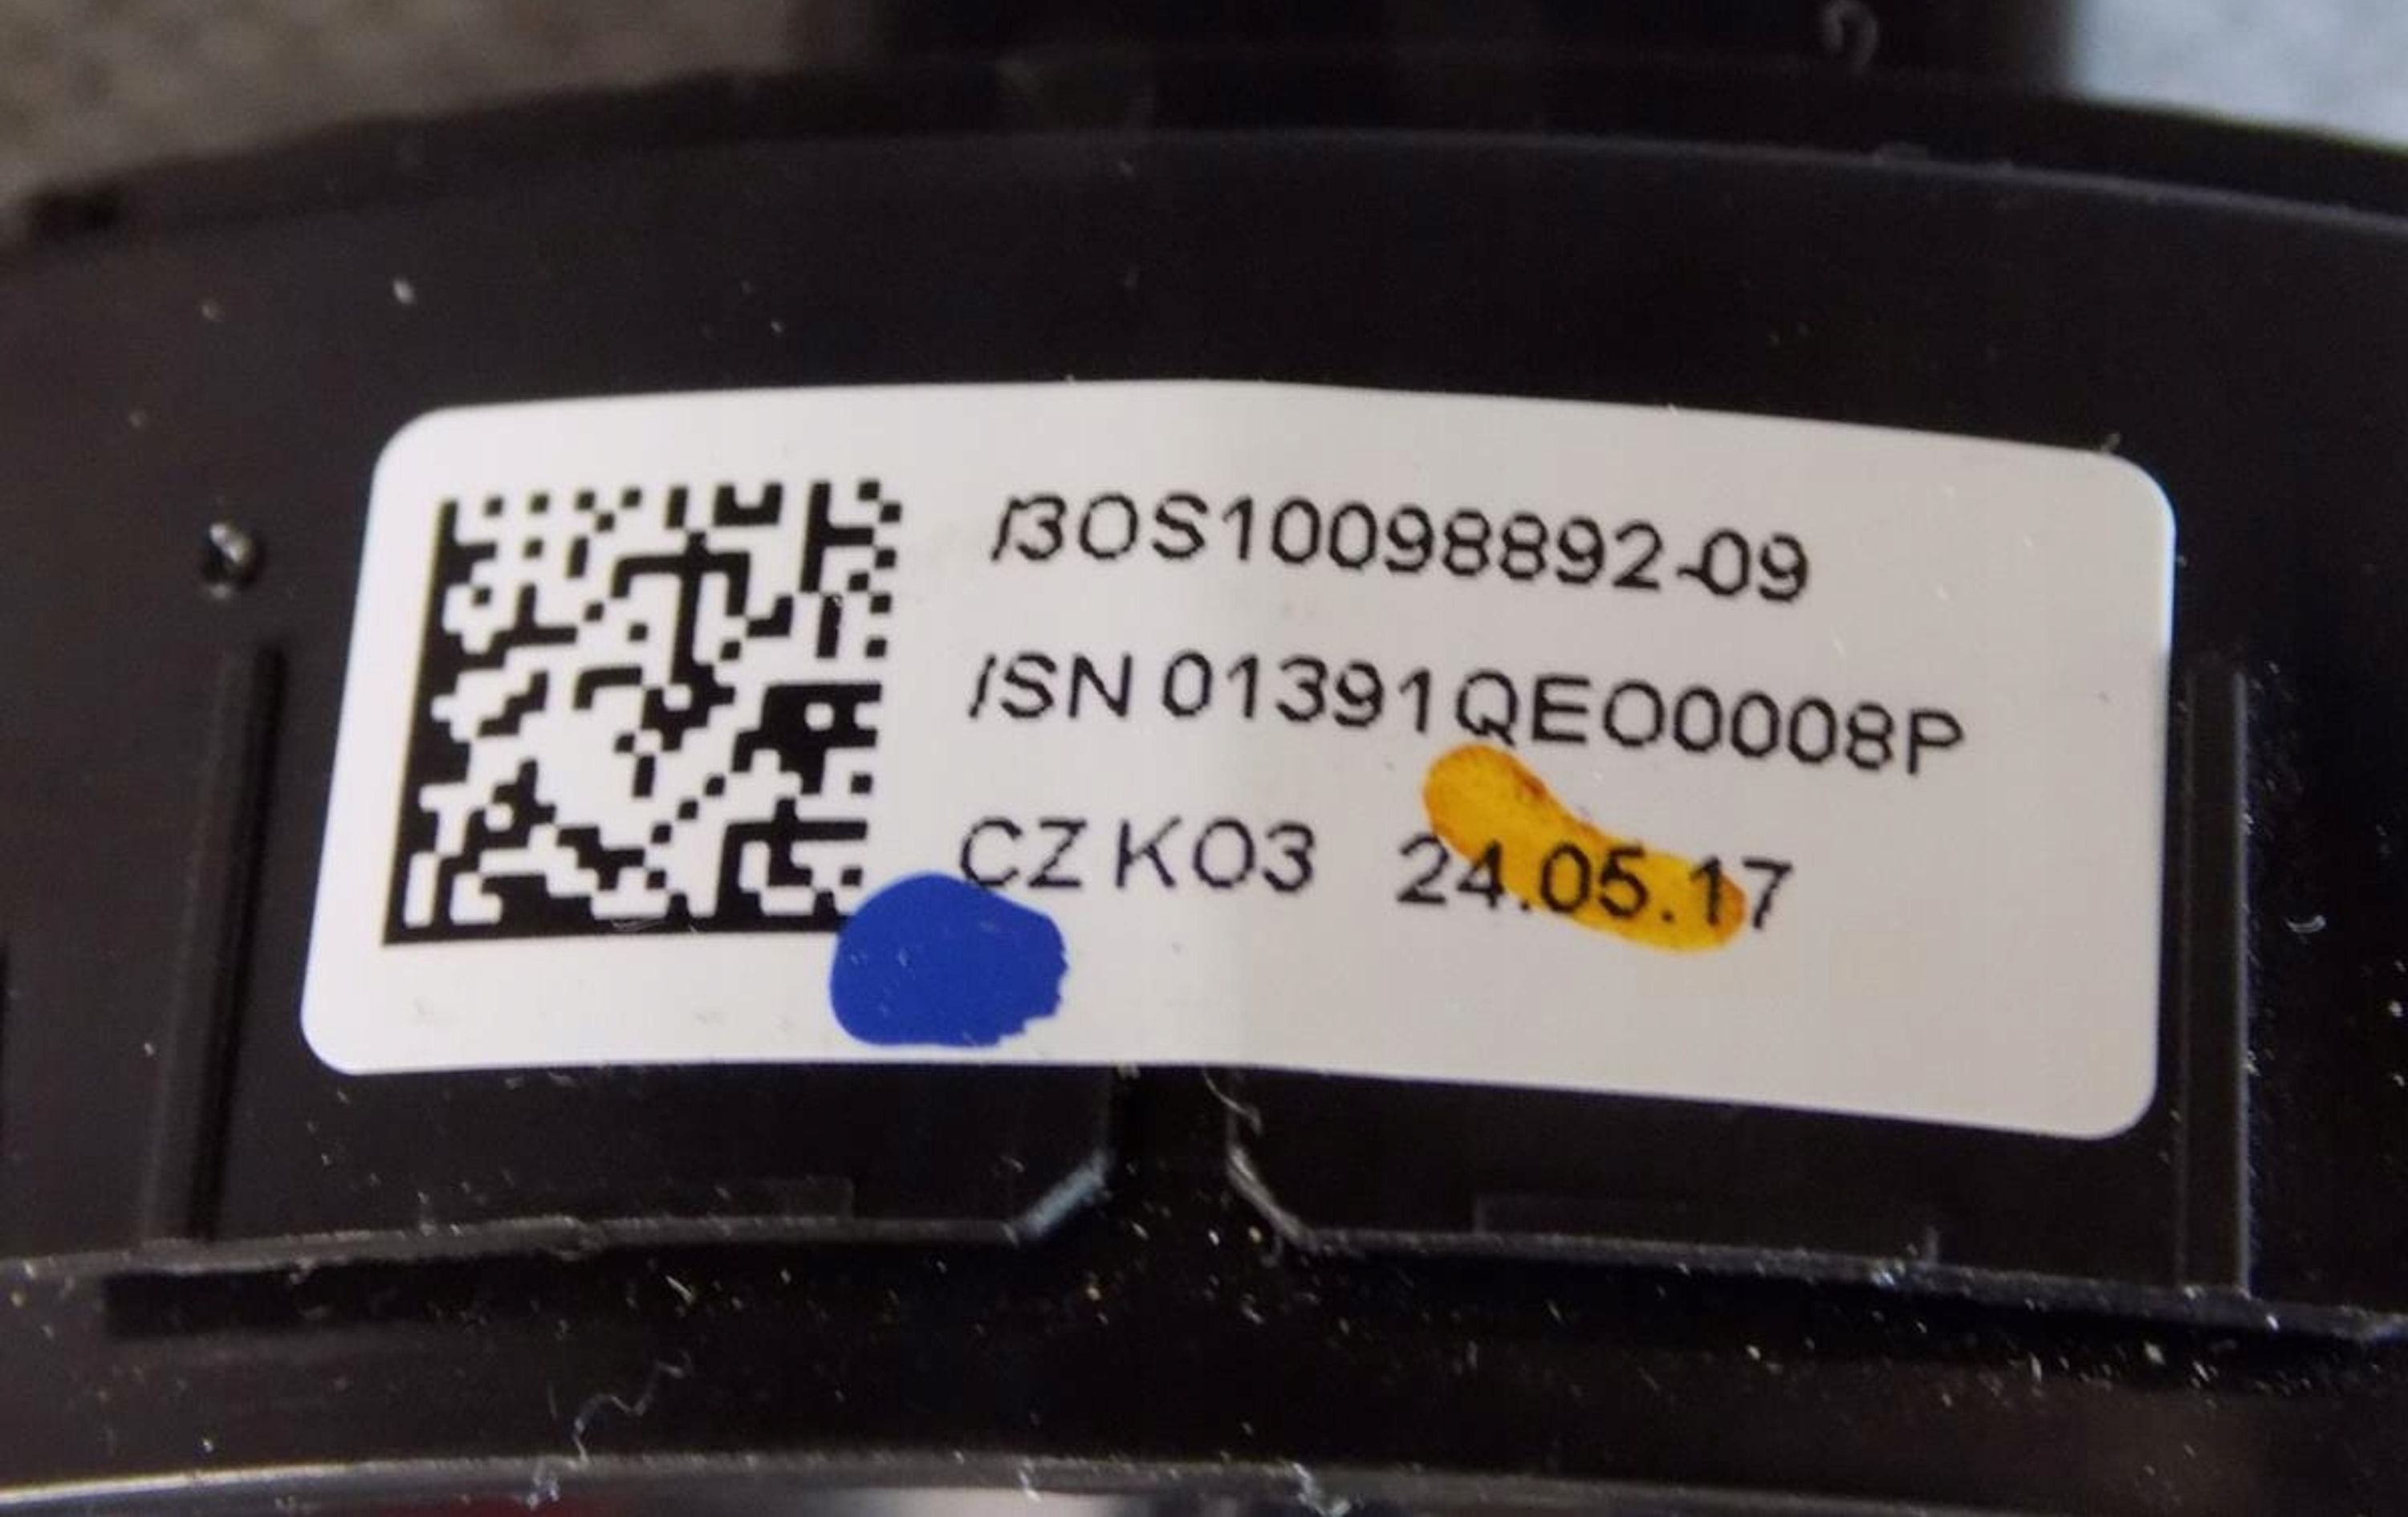 /3OS10098892-09
/SN 01391QEO0008P
CZ KO3 24.05.17